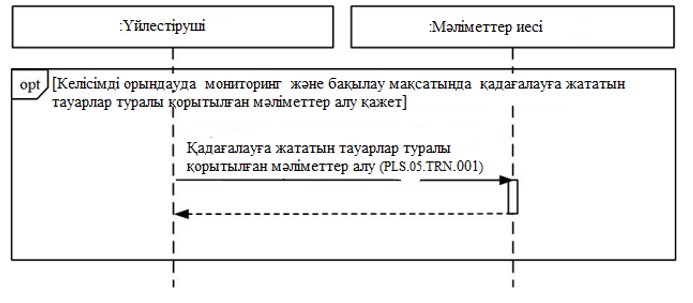 :Үйлестіруші
:Мәліметтер иесі
opt
[Келісімді орындауда мониторинг және бақылау мақсатында қадағалауға жататын
тауарлар туралы қорытылған мәліметтер алу қажет]
Қадағалауға жататын тауарлар туралы
қорытылған мәліметтер алу (PLS.05.TRN.001)